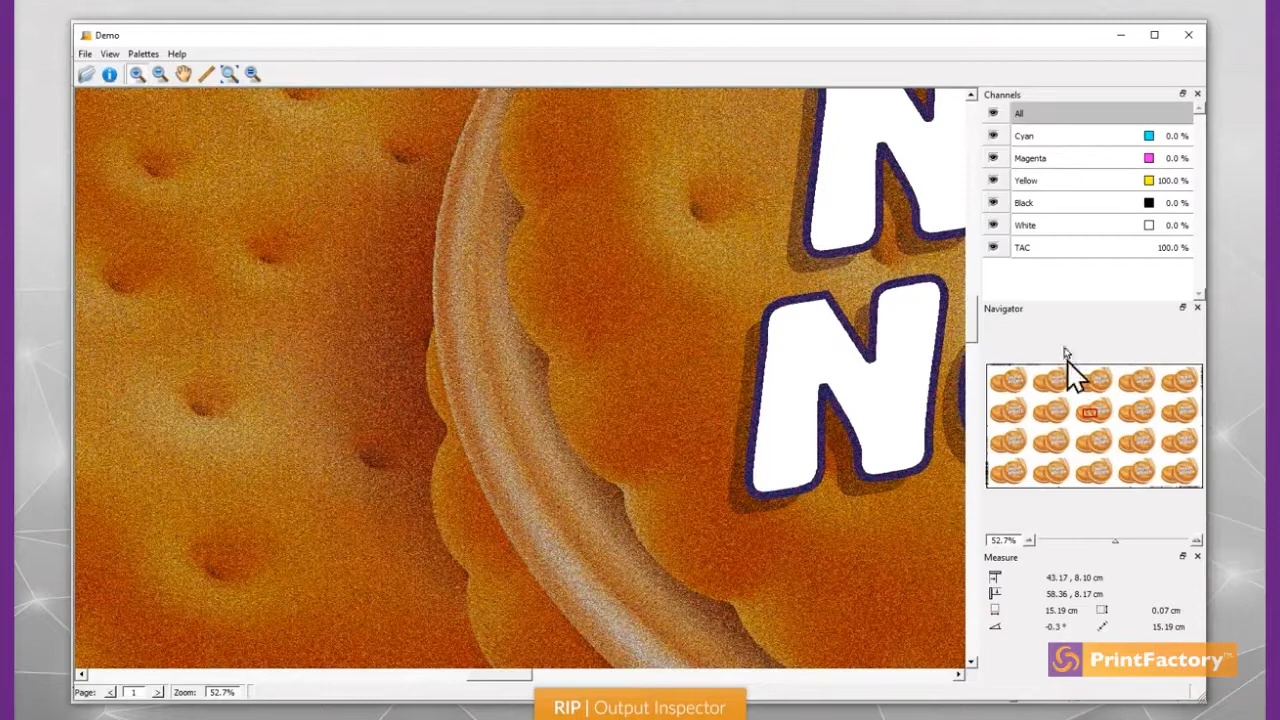 Demo
File View Palettes Help
Channels
All
Cyan 0.0 %
Magenta 0.0 %
Yellow 100.0 %
Black 0.0 %
White 0.0 %
TAC 100.0 %
Navigator
N
N
52.7%
Measure
43.17 , 8.10 cm
58.36 , 8.17 cm
15.19 cm 0.07 cm
-0.3 ° 15.19 cm
PrintFactory™
Page: < 1 > Zoom: 52.7%
RIP | Output Inspector